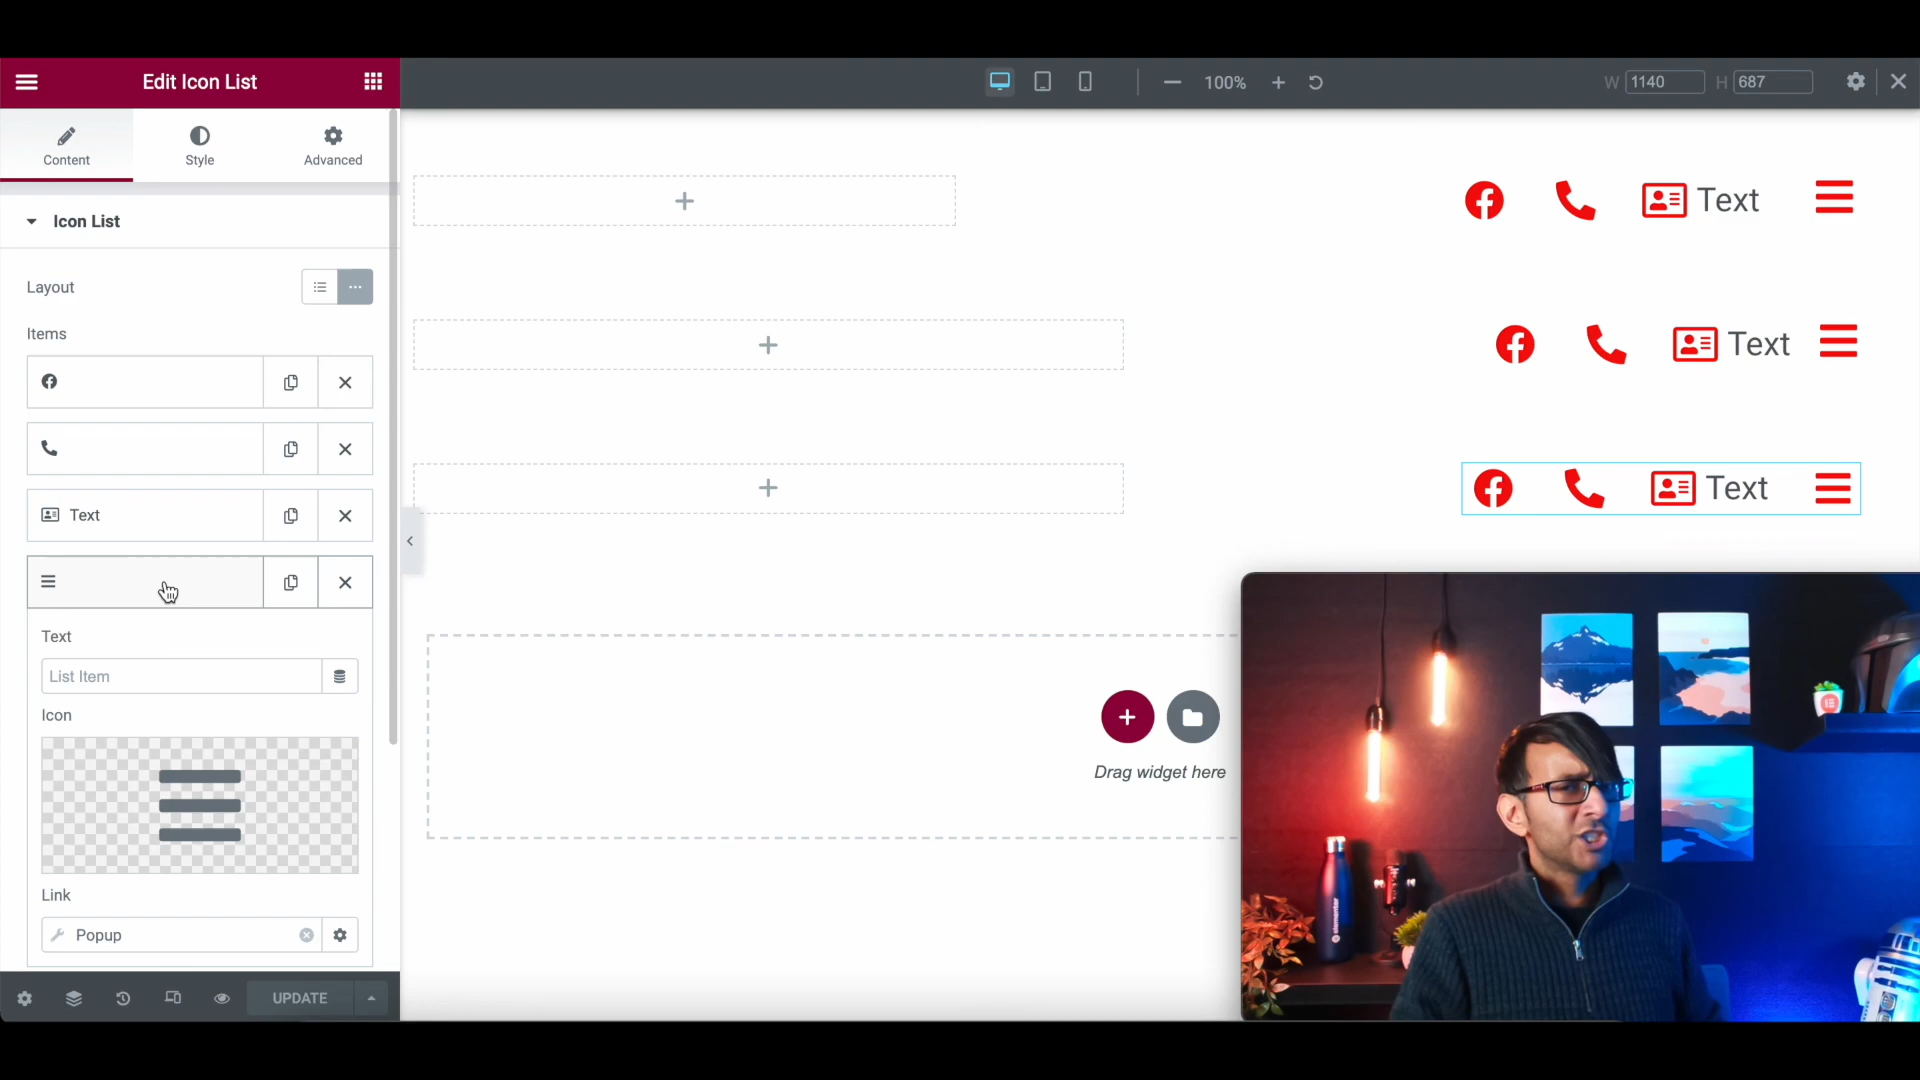 Edit Icon List
100%
W 1140 H 687
Content
Style
Advanced
Icon List
Layout
Items
Text
Text
List Item
Icon
Link
Popup
UPDATE
Text
Text
Text
Drag widget here
elementor